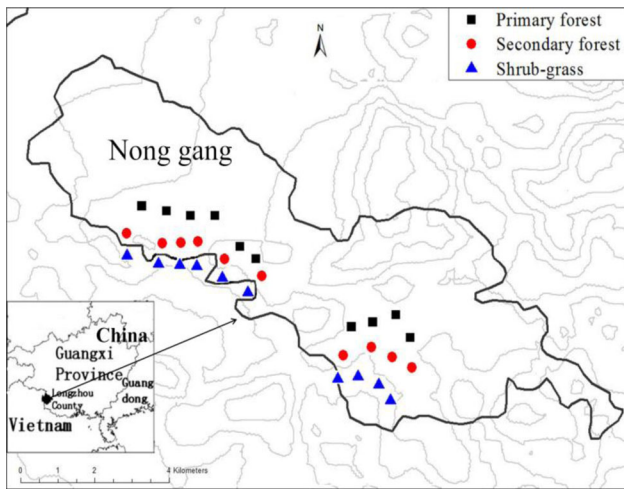 Primary forest
Secondary forest
Shrub-grass
N
Nong gang
China
Guangxi
Province
Guang
dong
Longzhou
County
Vietnam
0 1 2 4 Kilometers